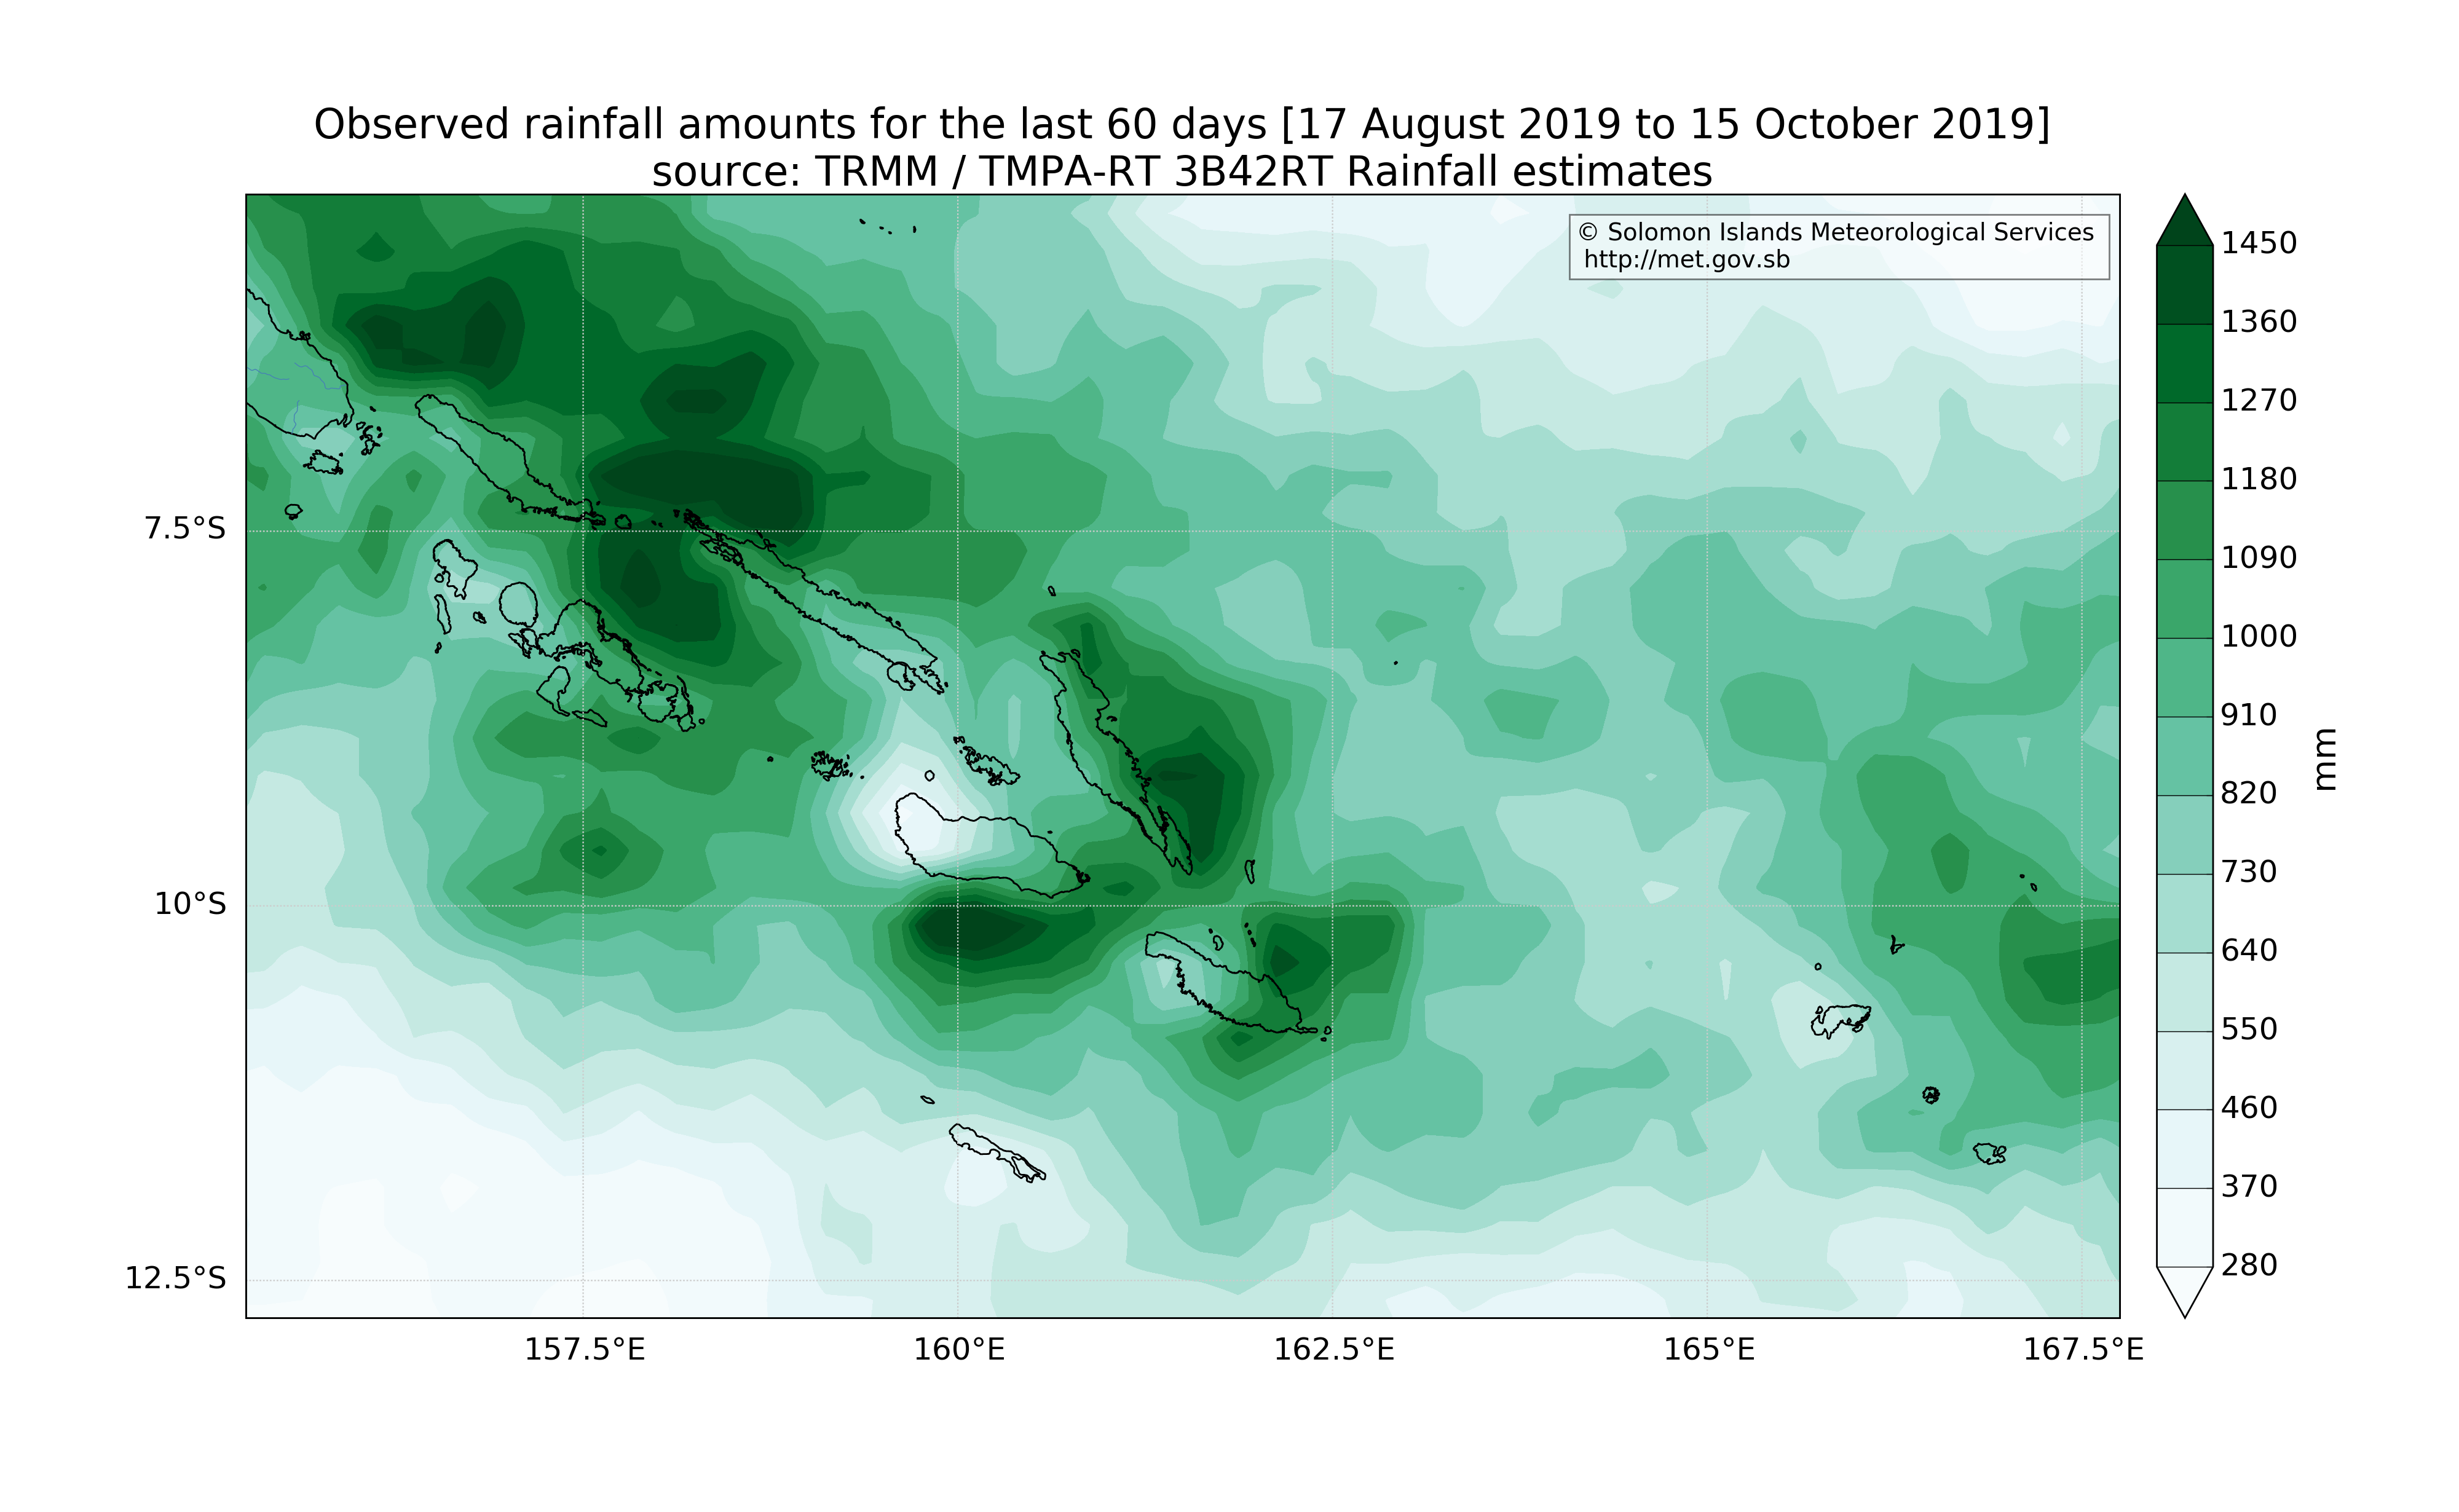 Observed rainfall amounts for the last 60 days [17 August 2019 to 15 October 2019]
source: TRMM / TMPA-RT 3B42RT Rainfall estimates
© Solomon Islands Meteorological Services
http://met.gov.sb
7.5°S
10°S
12.5°S
157.5°E
160°E
162.5°E
165°E
167.5°E
1450
1360
1270
1180
1090
1000
910
820
730
640
550
460
370
280
mm